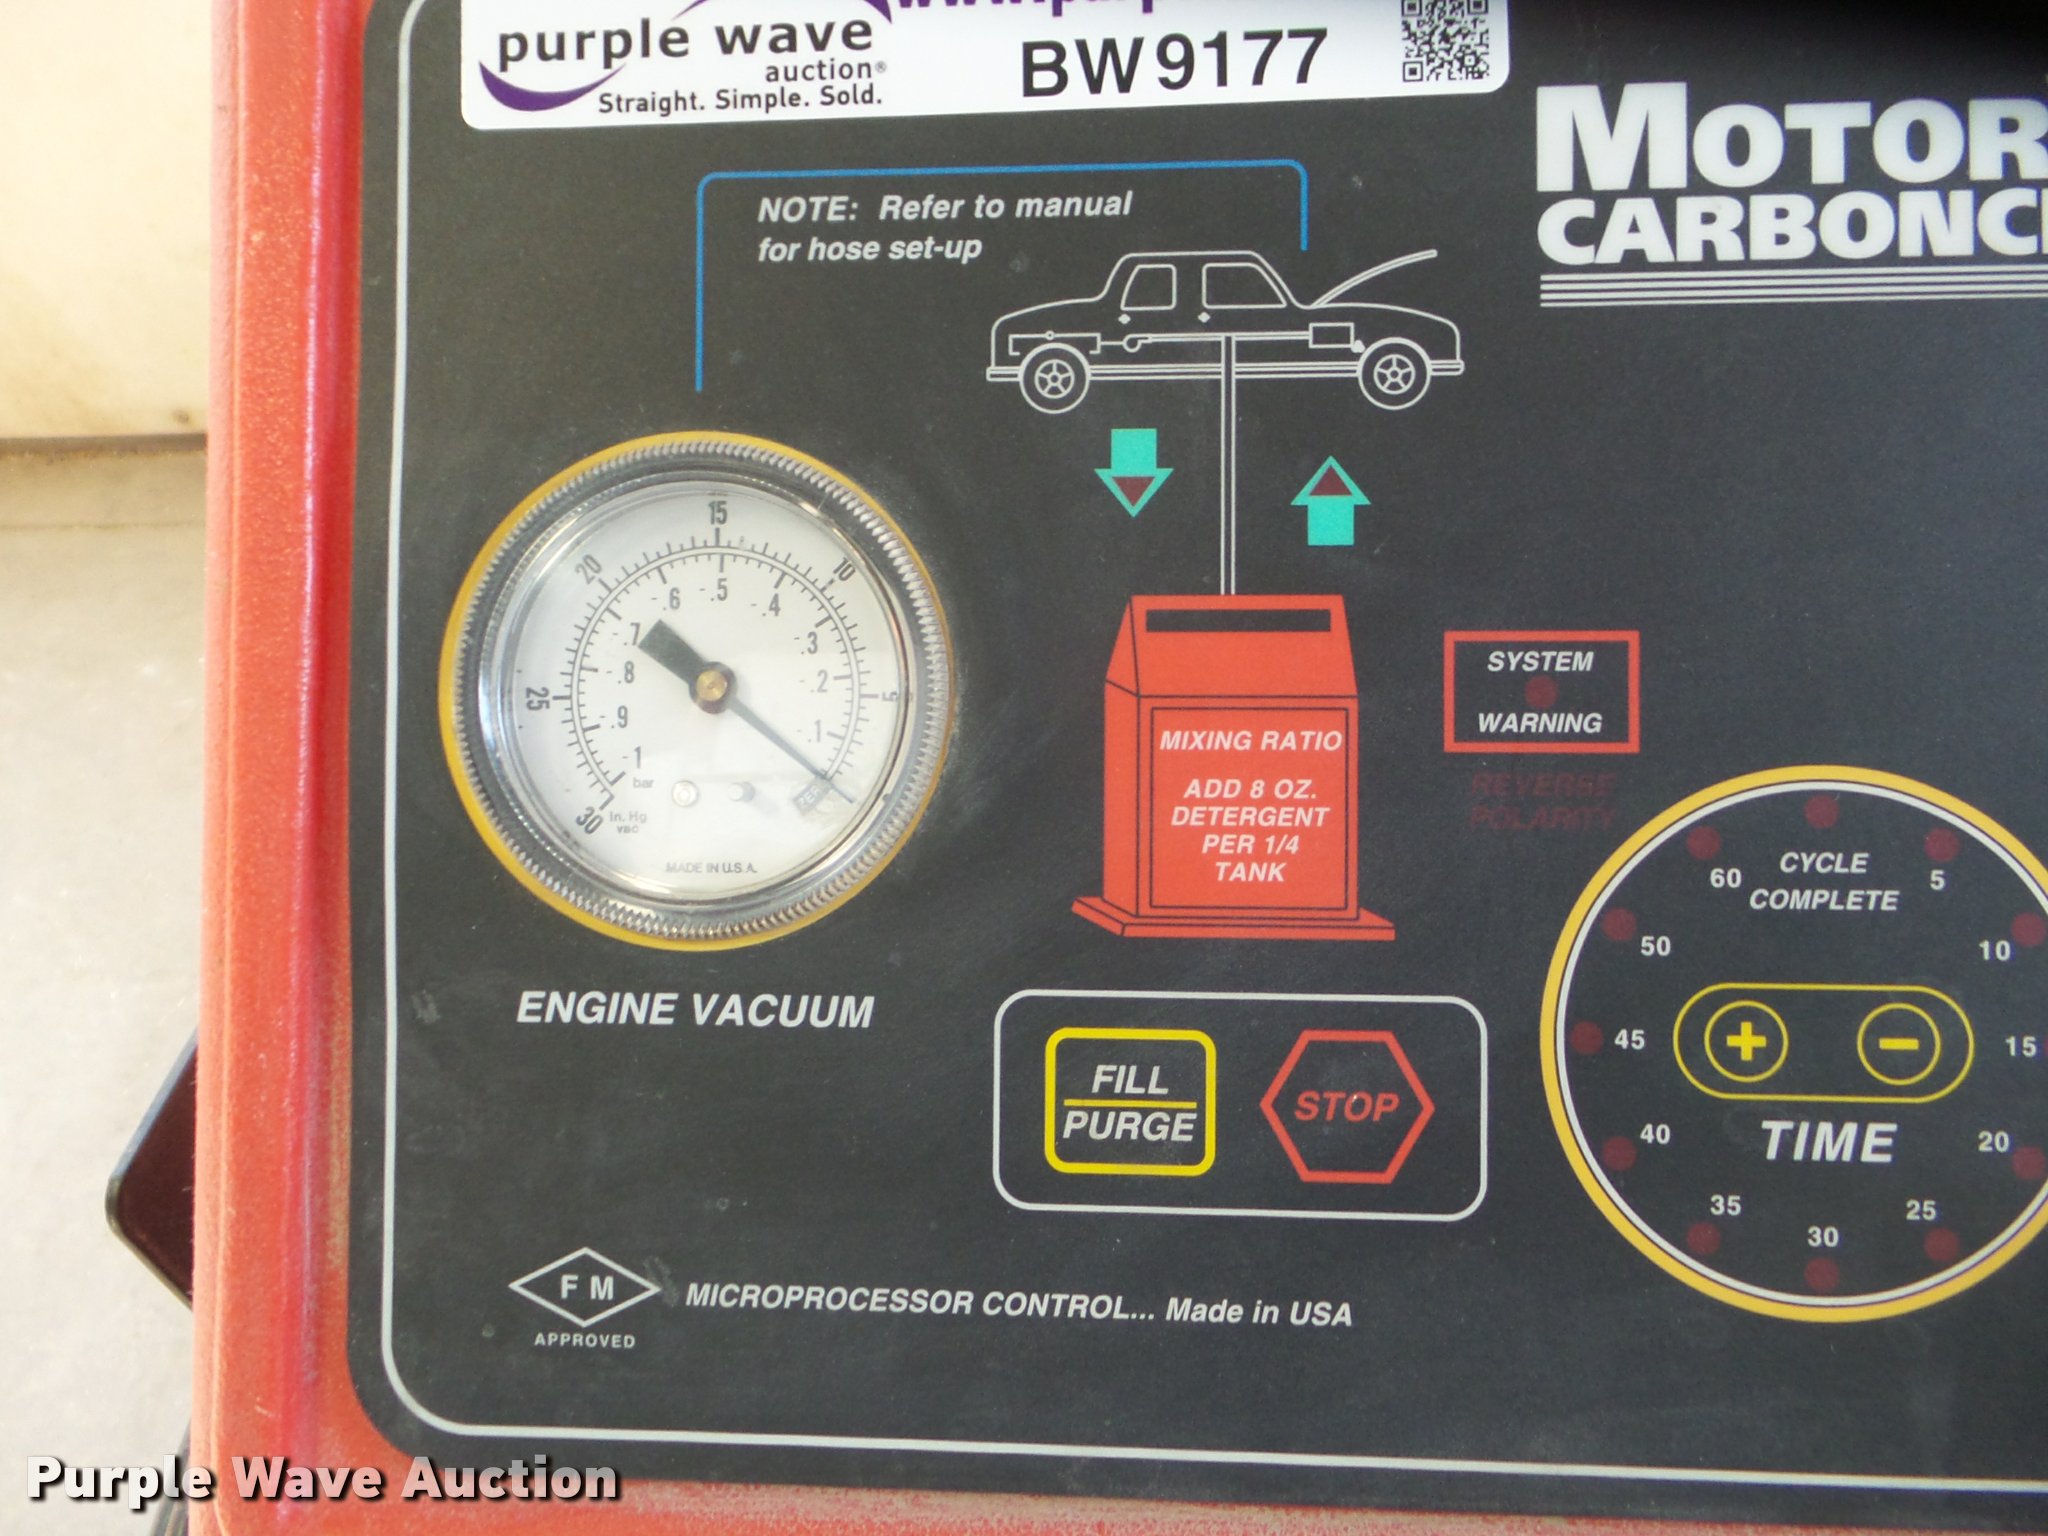 purple wave
auction®
Straight. Simple. Sold.
BW9177
MOTOR
CARBONCL
NOTE: Refer to manual
for hose set-up
15
20
10
-.6
-.5
-.4
-.7
-.3
-.8
-.2
25
5
-.9
-.1
-1
bar
30
in. Hg
vac
MADE IN U.S.A.
ENGINE VACUUM
MIXING RATIO
ADD 8 OZ.
DETERGENT
PER 1/4
TANK
SYSTEM
WARNING
REVERSE
POLARITY
CYCLE
COMPLETE
60
5
50
10
45
+
-
15
40
TIME
20
35
25
30
FILL
PURGE
STOP
FM
APPROVED
MICROPROCESSOR CONTROL... Made in USA
Purple Wave Auction